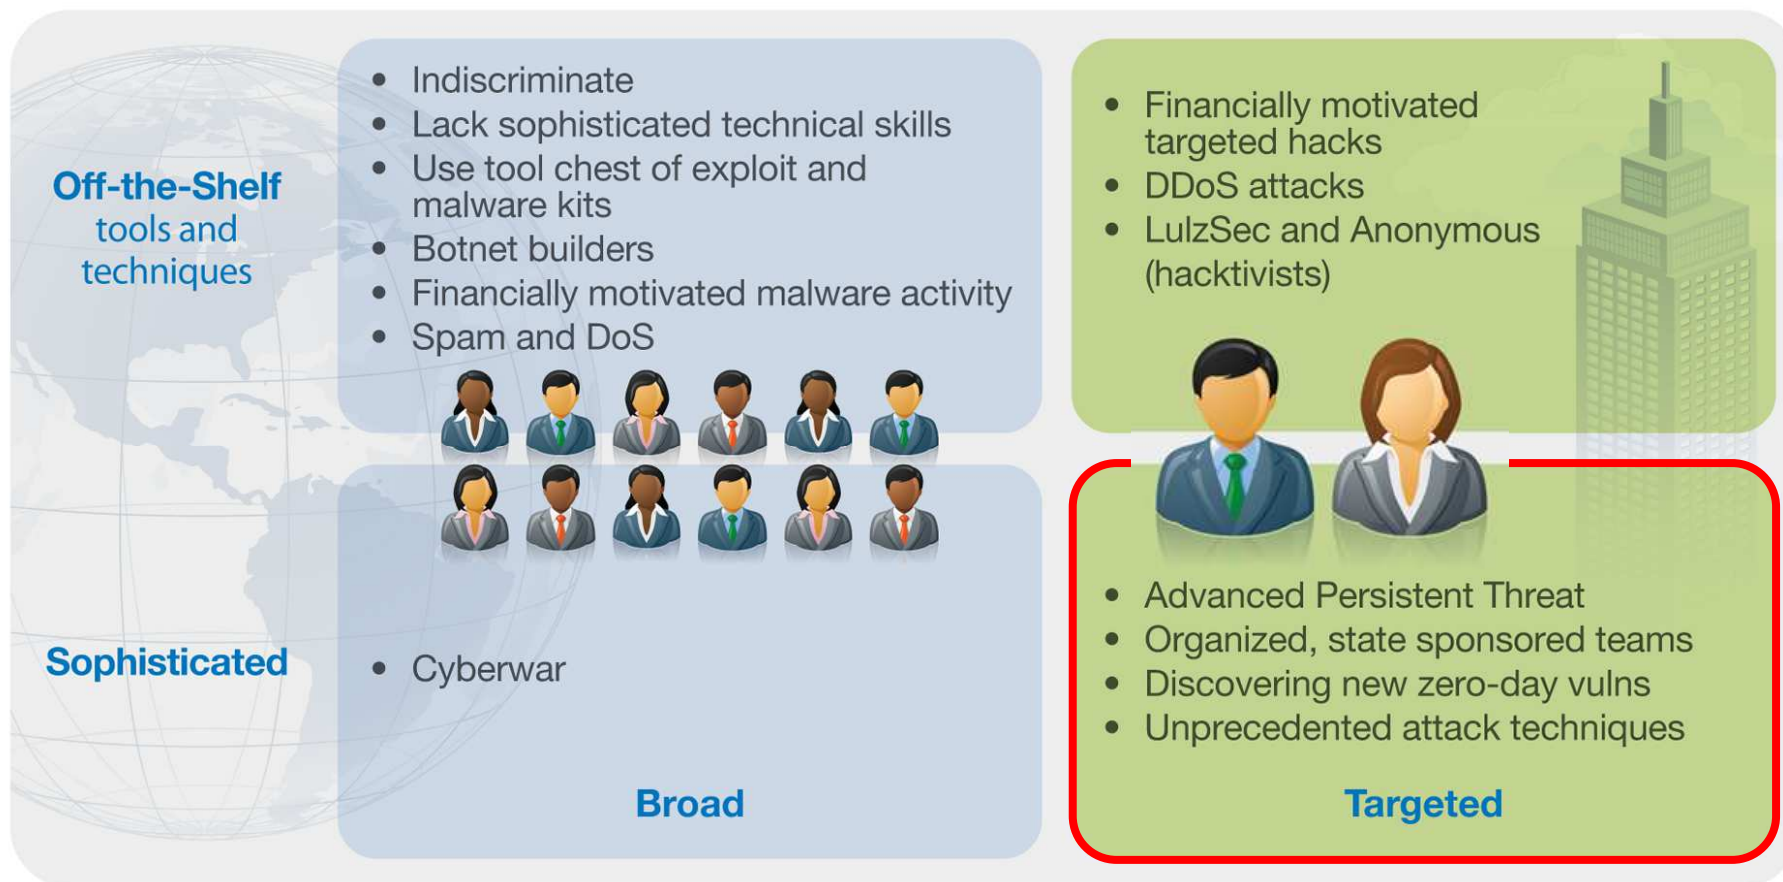 Off-the-Shelf
tools and
techniques
• Indiscriminate
• Lack sophisticated technical skills
• Use tool chest of exploit and
malware kits
• Botnet builders
• Financially motivated malware activity
• Spam and DoS
• Financially motivated
targeted hacks
• DDoS attacks
• LulzSec and Anonymous
(hacktivists)
Sophisticated
• Cyberwar
Broad
• Advanced Persistent Threat
• Organized, state sponsored teams
• Discovering new zero-day vulns
• Unprecedented attack techniques
Targeted